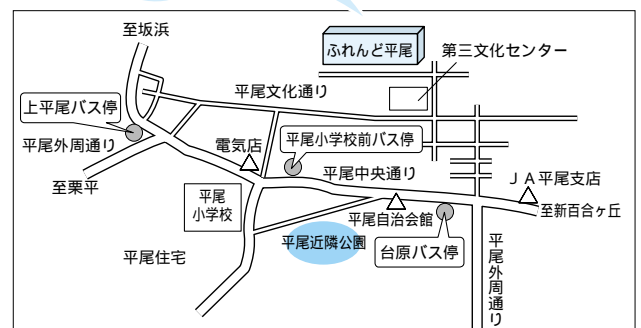 至坂浜
ふれんど平尾
第三文化センター
平尾文化通り
上平尾バス停
平尾外周通り
電気店
平尾小学校前バス停
平尾中央通り
JA平尾支店
至栗平
平尾
小学校
平尾自治会館
至新百合ヶ丘
平尾住宅
平尾近隣公園
台原バス停
平尾外周通り